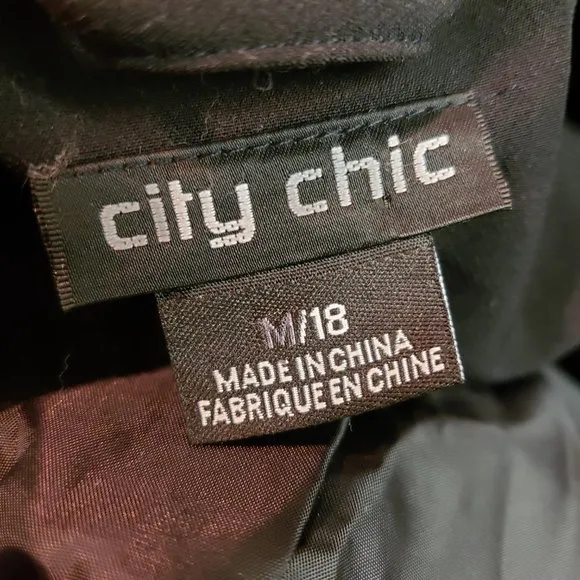 city chic
M/18
MADE IN CHINA
FABRIQUE EN CHINE